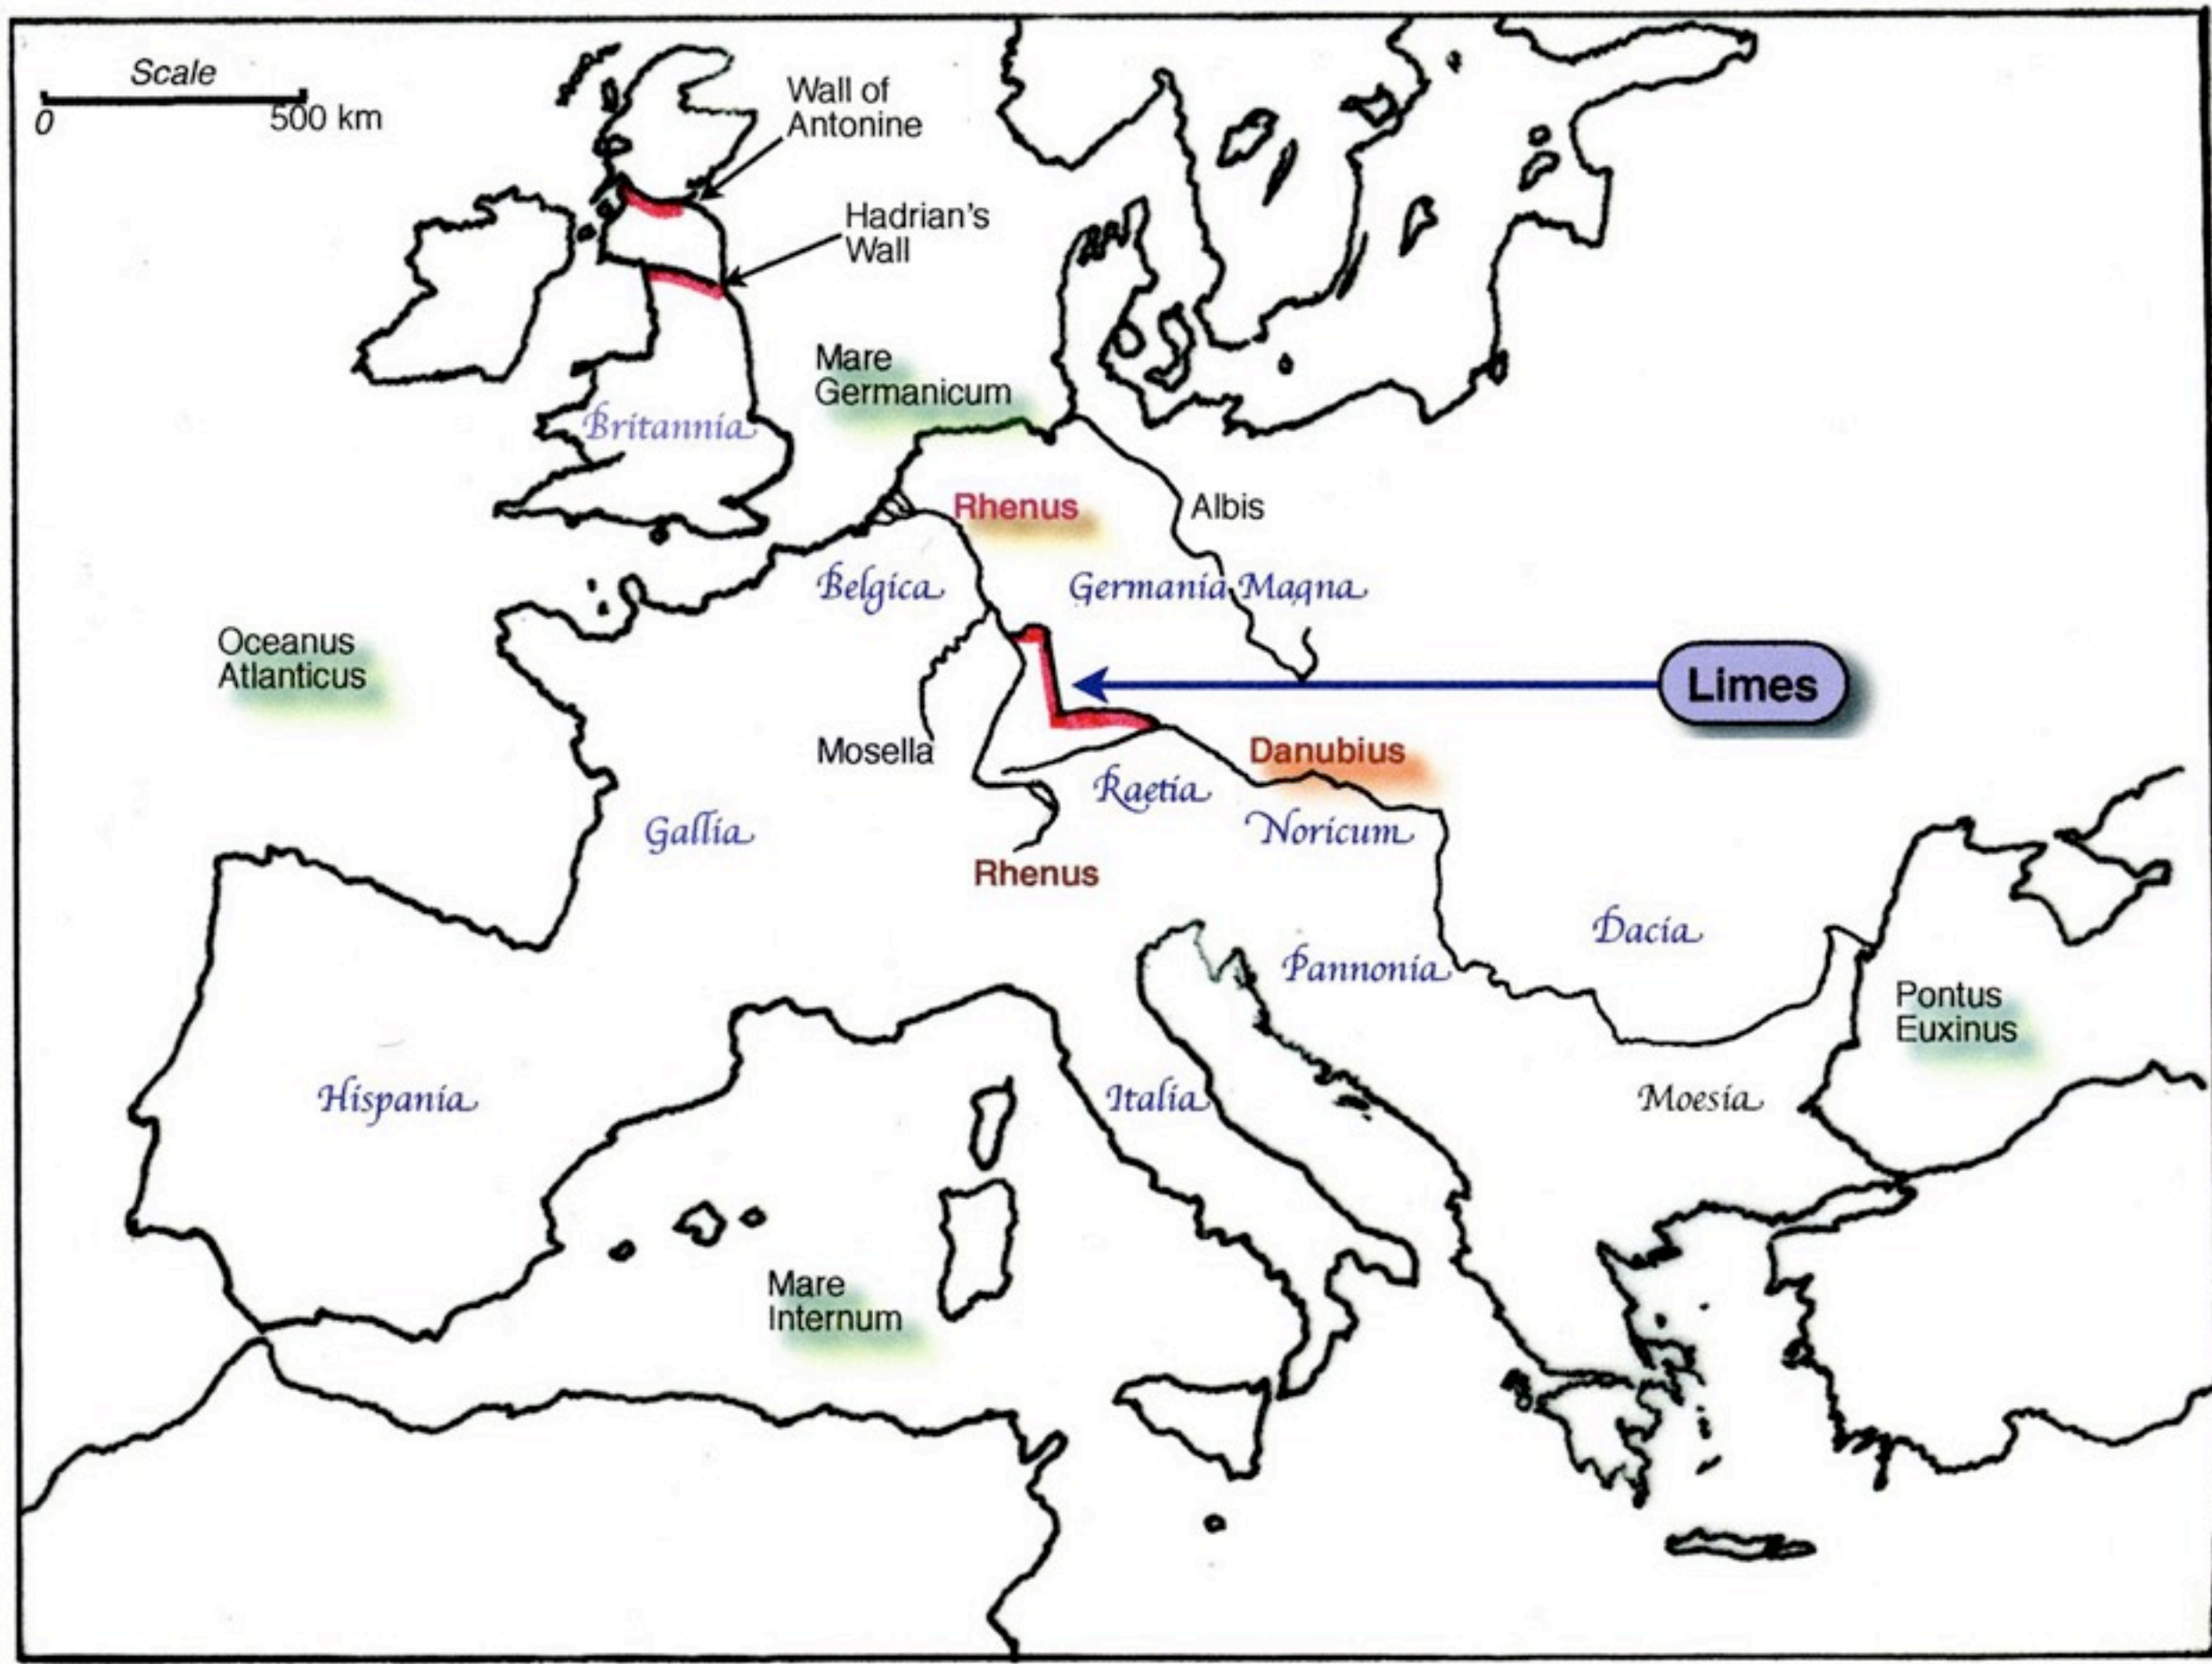 Scale
0
500 km
Wall of
Antonine
Hadrian's
Wall
Mare
Germanicum
Britannia
Rhenus
Albis
Belgica
Germania Magna
Oceanus
Atlanticus
Limes
Mosella
Danubius
Raetia
Gallia
Noricum
Rhenus
Dacia
Pannonia
Pontus
Euxinus
Hispania
Italia
Moesia
Mare
Internum